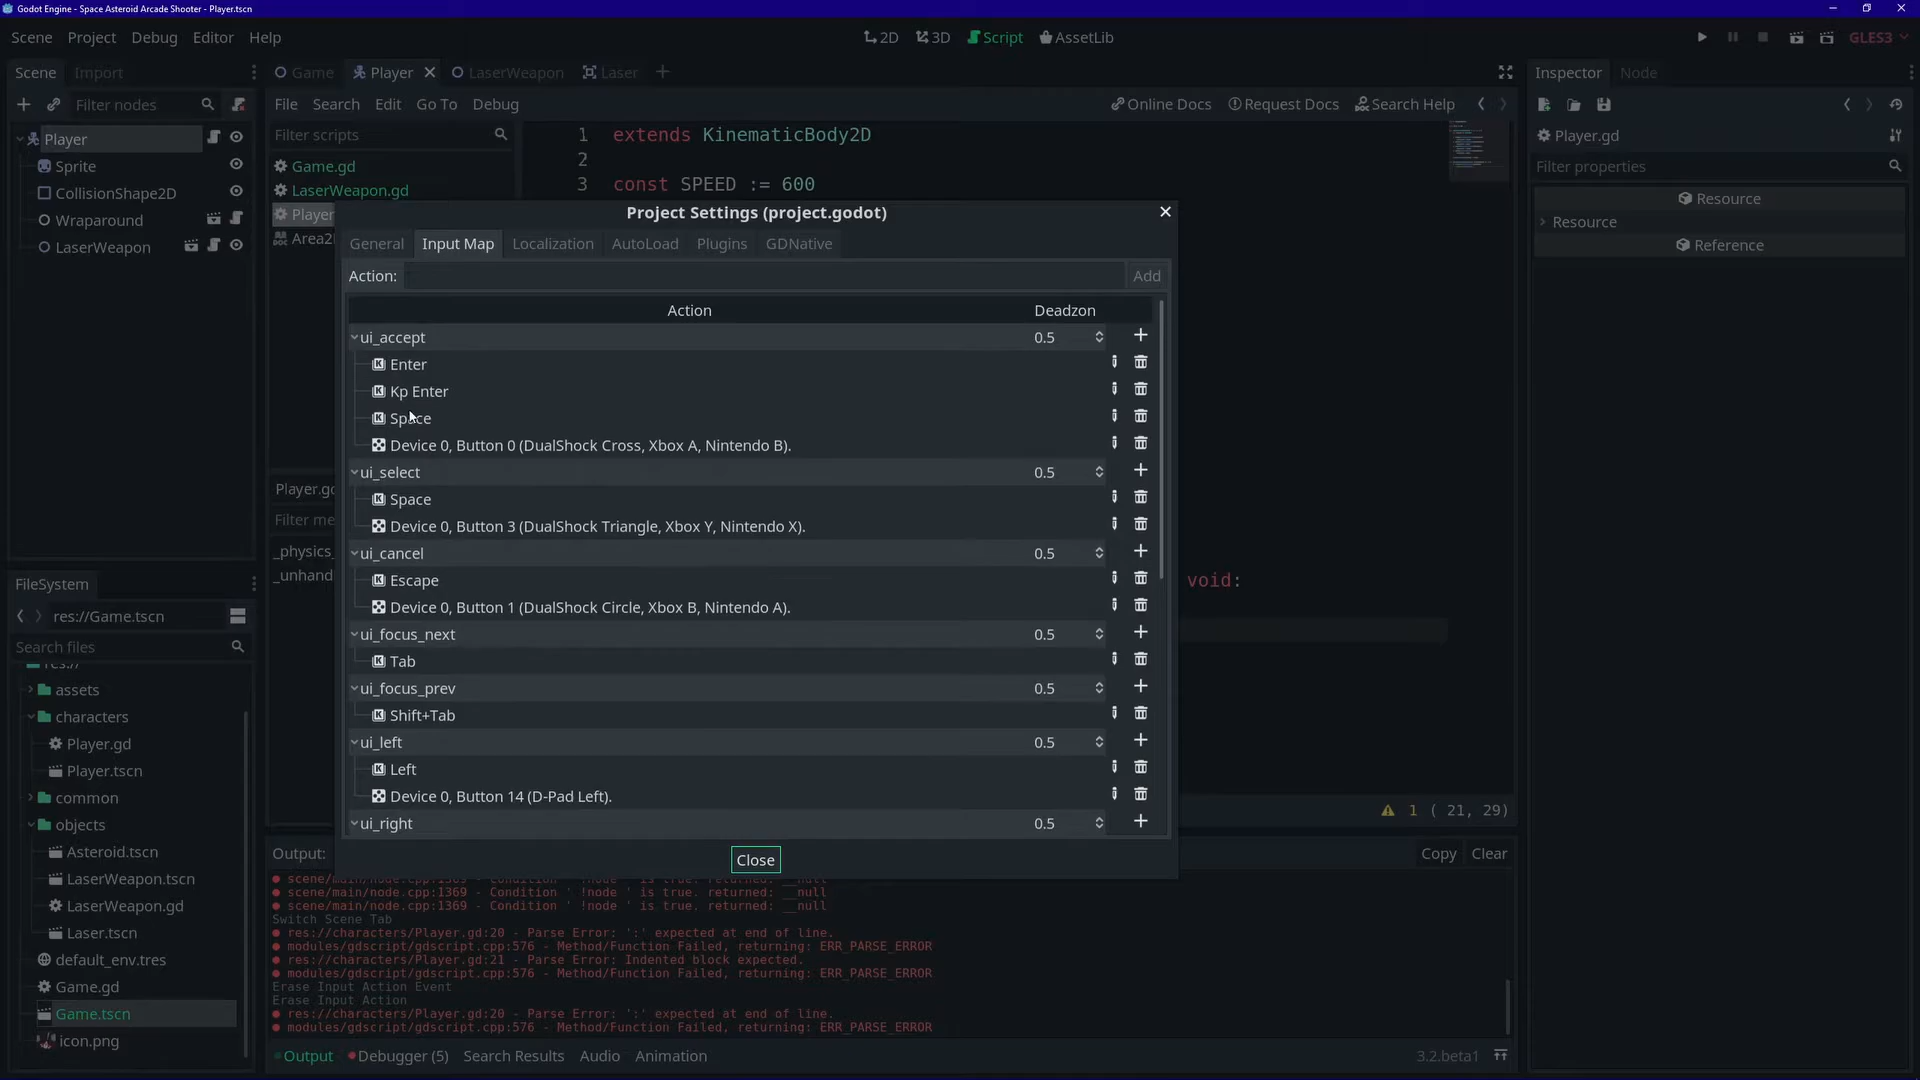 Godot Engine - Space Asteroid Arcade Shooter - Player.tscn
Scene Project Debug Editor Help
2D 3D Script AssetLib
GLES3
Scene Import
Game Player LaserWeapon Laser
Inspector Node
Filter nodes
File Search Edit Go To Debug
Online Docs Request Docs Search Help
Player
Sprite
CollisionShape2D
Wraparound
LaserWeapon
Filter scripts
Game.gd
LaserWeapon.gd
Player
1 extends KinematicBody2D
2
3 const SPEED := 600
Player.gd
Filter properties
Resource
Resource
Reference
Project Settings (project.godot)
General Input Map Localization AutoLoad Plugins GDNative
Action: Add
Action Deadzon
ui_accept 0.5
Enter
Kp Enter
Space
Device 0, Button 0 (DualShock Cross, Xbox A, Nintendo B).
ui_select 0.5
Space
Device 0, Button 3 (DualShock Triangle, Xbox Y, Nintendo X).
ui_cancel 0.5
Escape
Device 0, Button 1 (DualShock Circle, Xbox B, Nintendo A).
ui_focus_next 0.5
Tab
ui_focus_prev 0.5
Shift+Tab
ui_left 0.5
Left
Device 0, Button 14 (D-Pad Left).
ui_right 0.5
Close
void:
1 ( 21, 29)
Filter me
_physics_
_unhand
FileSystem
res://Game.tscn
Search files
res://
assets
characters
Player.gd
Player.tscn
common
objects
Asteroid.tscn
LaserWeapon.tscn
LaserWeapon.gd
Laser.tscn
default_env.tres
Game.gd
Game.tscn
icon.png
Output: Copy Clear
scene/main/node.cpp:1369 - Condition ' !node ' is true. returned: __null
scene/main/node.cpp:1369 - Condition ' !node ' is true. returned: __null
scene/main/node.cpp:1369 - Condition ' !node ' is true. returned: __null
Switch Scene Tab
res://characters/Player.gd:20 - Parse Error: ':' expected at end of line.
modules/gdscript/gdscript.cpp:576 - Method/Function Failed, returning: ERR_PARSE_ERROR
res://characters/Player.gd:21 - Parse Error: Indented block expected.
modules/gdscript/gdscript.cpp:576 - Method/Function Failed, returning: ERR_PARSE_ERROR
Erase Input Action Event
Erase Input Action
res://characters/Player.gd:20 - Parse Error: ':' expected at end of line.
modules/gdscript/gdscript.cpp:576 - Method/Function Failed, returning: ERR_PARSE_ERROR
Output Debugger (5) Search Results Audio Animation
3.2.beta1